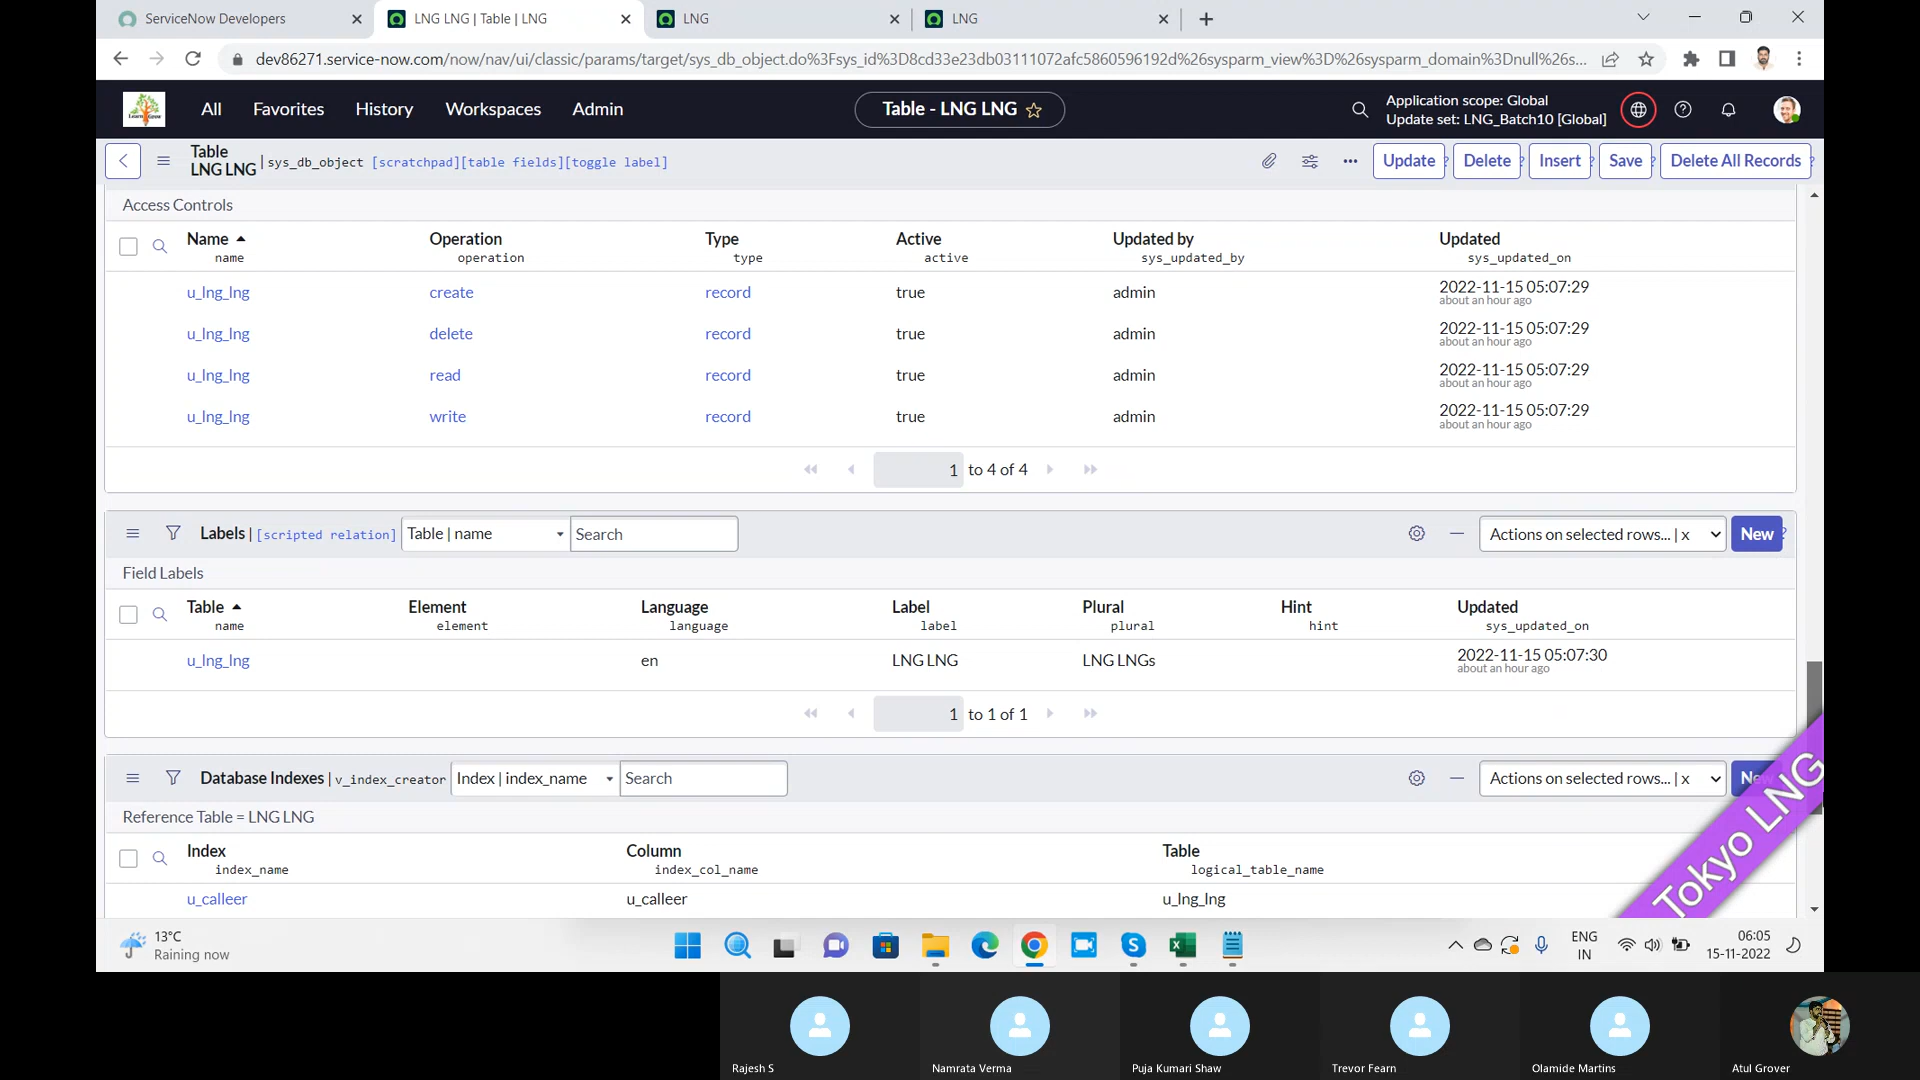 ServiceNow Developers
LNG LNG | Table | LNG
LNG
LNG
dev86271.service-now.com/now/nav/ui/classic/params/target/sys_db_object.do%3Fsys_id%3D8cd33e23db03111072afc5860596192d%26sysparm_view%3D%26sysparm_domain%3Dnull%26s...
All Favorites History Workspaces Admin
Table - LNG LNG
Application scope: Global
Update set: LNG_Batch10 [Global]
Table
LNG LNG | sys_db_object [scratchpad][table fields][toggle label]
Update Delete Insert Save Delete All Records
Access Controls
Name Operation Type Active Updated by Updated
name operation type active sys_updated_by sys_updated_on
u_lng_lng create record true admin 2022-11-15 05:07:29
about an hour ago
u_lng_lng delete record true admin 2022-11-15 05:07:29
about an hour ago
u_lng_lng read record true admin 2022-11-15 05:07:29
about an hour ago
u_lng_lng write record true admin 2022-11-15 05:07:29
about an hour ago
1 to 4 of 4
Labels | [scripted relation] Table | name Search Actions on selected rows... | x New
Field Labels
Table Element Language Label Plural Hint Updated
name element language label plural hint sys_updated_on
u_lng_lng en LNG LNG LNG LNGs 2022-11-15 05:07:30
about an hour ago
1 to 1 of 1
Database Indexes | v_index_creator Index | index_name Search Actions on selected rows... | x New
Reference Table = LNG LNG
Index Column Table
index_name index_col_name logical_table_name
u_calleer u_calleer u_lng_lng
Tokyo LNG
13°C
Raining now
ENG
IN
06:05
15-11-2022
Rajesh S Namrata Verma Puja Kumari Shaw Trevor Fearn Olamide Martins Atul Grover